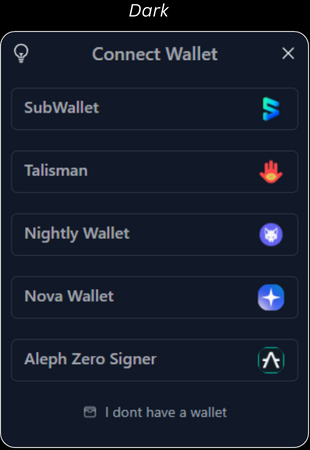 Dark
Connect Wallet
SubWallet
Talisman
Nightly Wallet
Nova Wallet
Aleph Zero Signer
I dont have a wallet